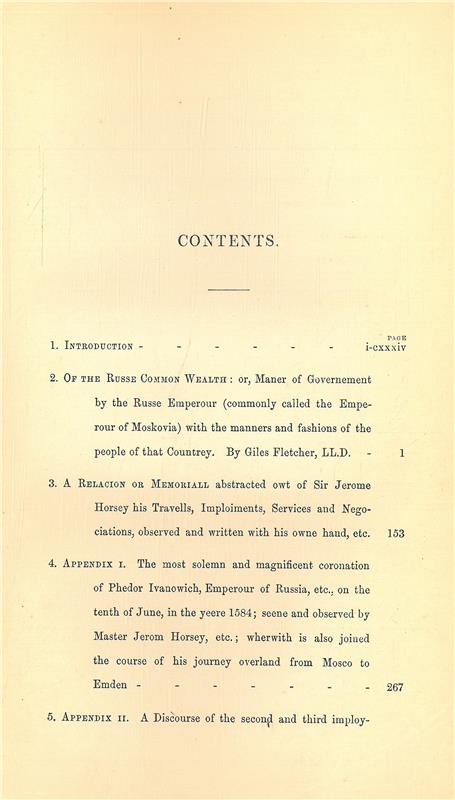 CONTENTS.
PAGE
1. INTRODUCTION - - - - - - i-cxxxiv
2. OF THE RUSSE COMMON WEALTH: or, Maner of Governement
by the Russe Emperour (commonly called the Empe-
rour of Moskovia) with the manners and fashions of the
people of that Countrey. By Giles Fletcher, LL.D. - 1
3. A RELACION OR MEMORIALL abstracted owt of Sir Jerome
Horsey his Travells, Imploiments, Services and Nego-
ciations, observed and written with his owne hand, etc. 153
4. APPENDIX I. The most solemn and magnificent coronation
of Phedor Ivanowich, Emperour of Russia, etc., on the
tenth of June, in the yeere 1584; seene and observed by
Master Jerom Horsey, etc.; wherwith is also joined
the course of his journey overland from Mosco to
Emden - - - - - - - 267
5. APPENDIX II. A Discourse of the second and third imploy-